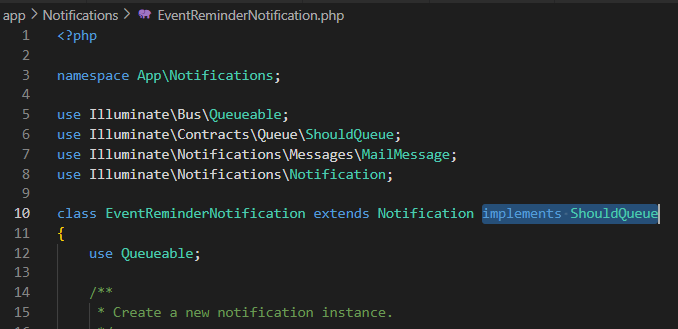 app > Notifications > EventReminderNotification.php
1 <?php
2
3 namespace App\Notifications;
4
5 use Illuminate\Bus\Queueable;
6 use Illuminate\Contracts\Queue\ShouldQueue;
7 use Illuminate\Notifications\Messages\MailMessage;
8 use Illuminate\Notifications\Notification;
9
10 class EventReminderNotification extends Notification implements ShouldQueue
11 {
12 use Queueable;
13
14 /**
15 * Create a new notification instance.
16 */